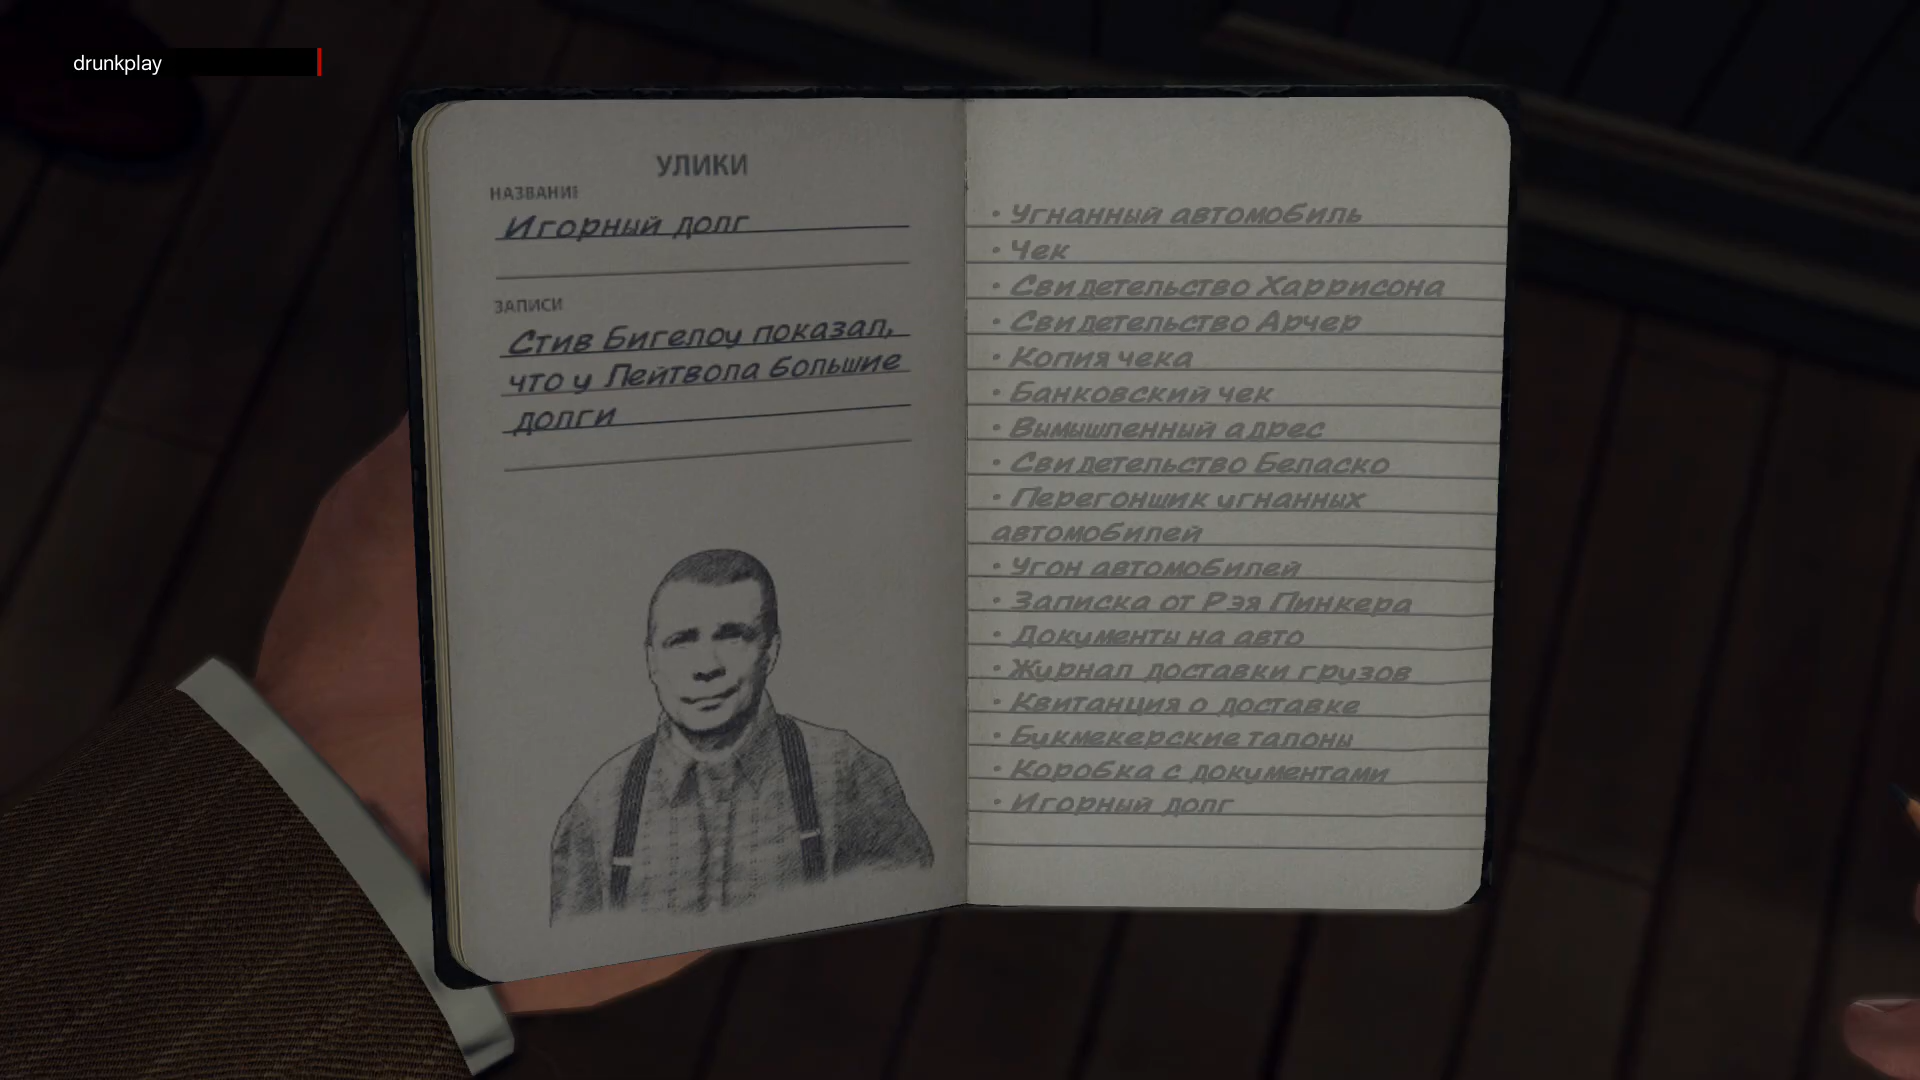 drunkplay
УЛИКИ
НАЗВАНИЕ
Игорный долг
ЗАПИСИ
Стив Бигелоу показал,
что у Лейтвола большие
долги
• Угнанный автомобиль
• Чек
• Свидетельство Харрисона
• Свидетельство Арчер
• Копия чека
• Банковский чек
• Вымышленный адрес
• Свидетельство Беласко
• Перегонщик угнанных
автомобилей
• Угон автомобилей
• Записка от Рэя Пинкера
• Документы на авто
• Журнал доставки грузов
• Квитанция о доставке
• Букмекерские талоны
• Коробка с документами
• Игорный долг